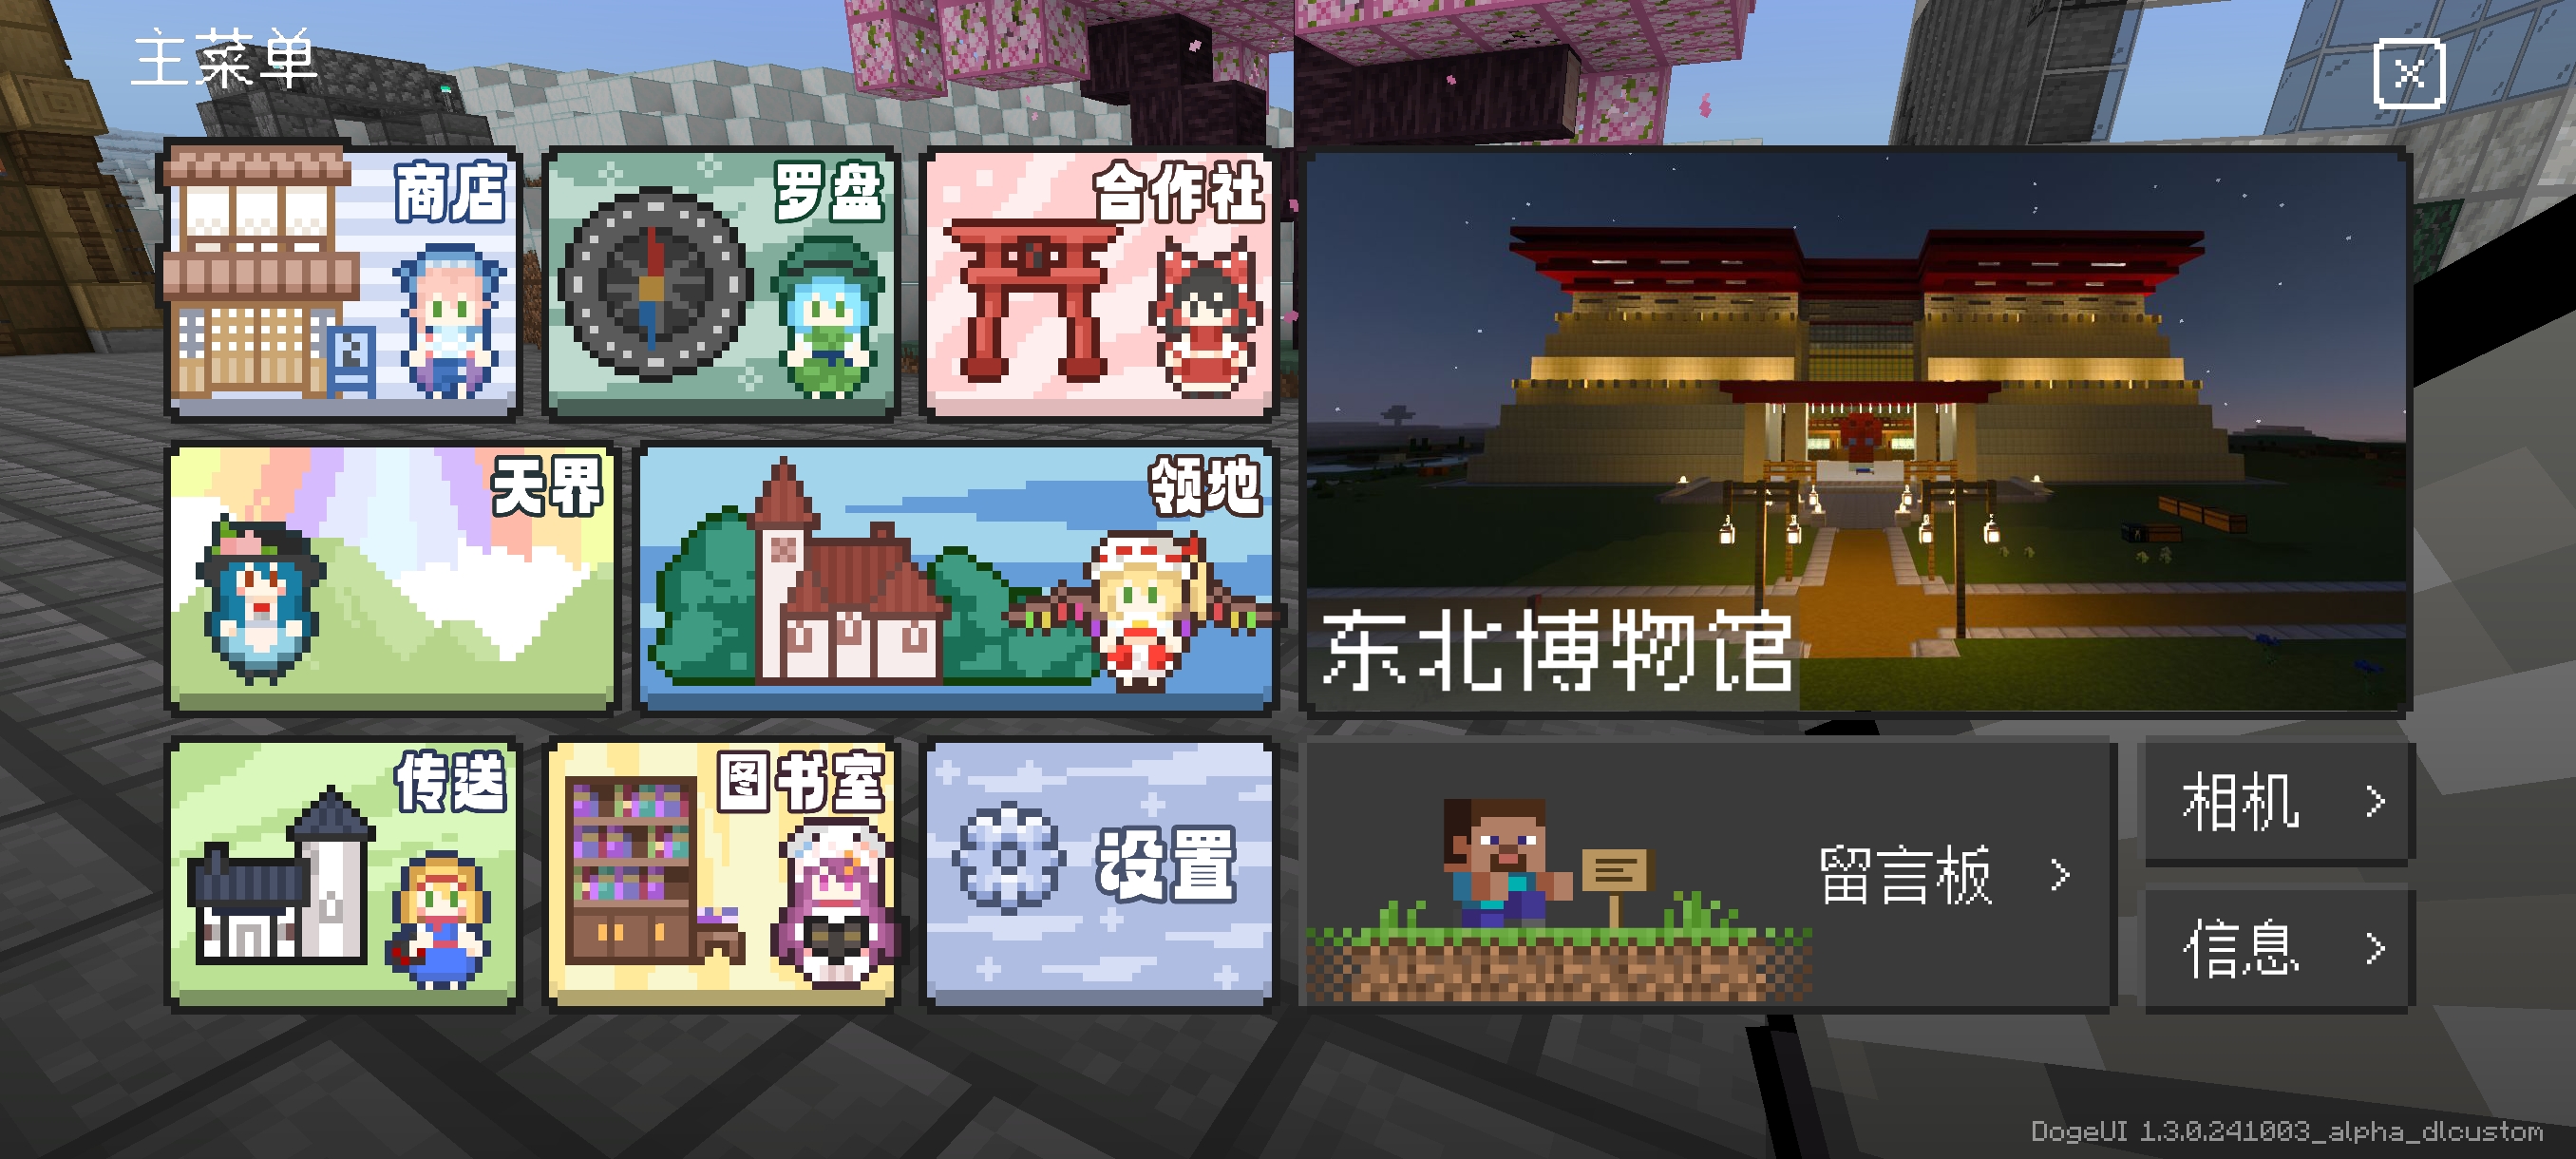 主菜单
商店
罗盘
合作社
天界
领地
东北博物馆
传送
图书室
设置
留言板
相机
信息
DogeUI 1.3.0.241003_alpha_dlcustom